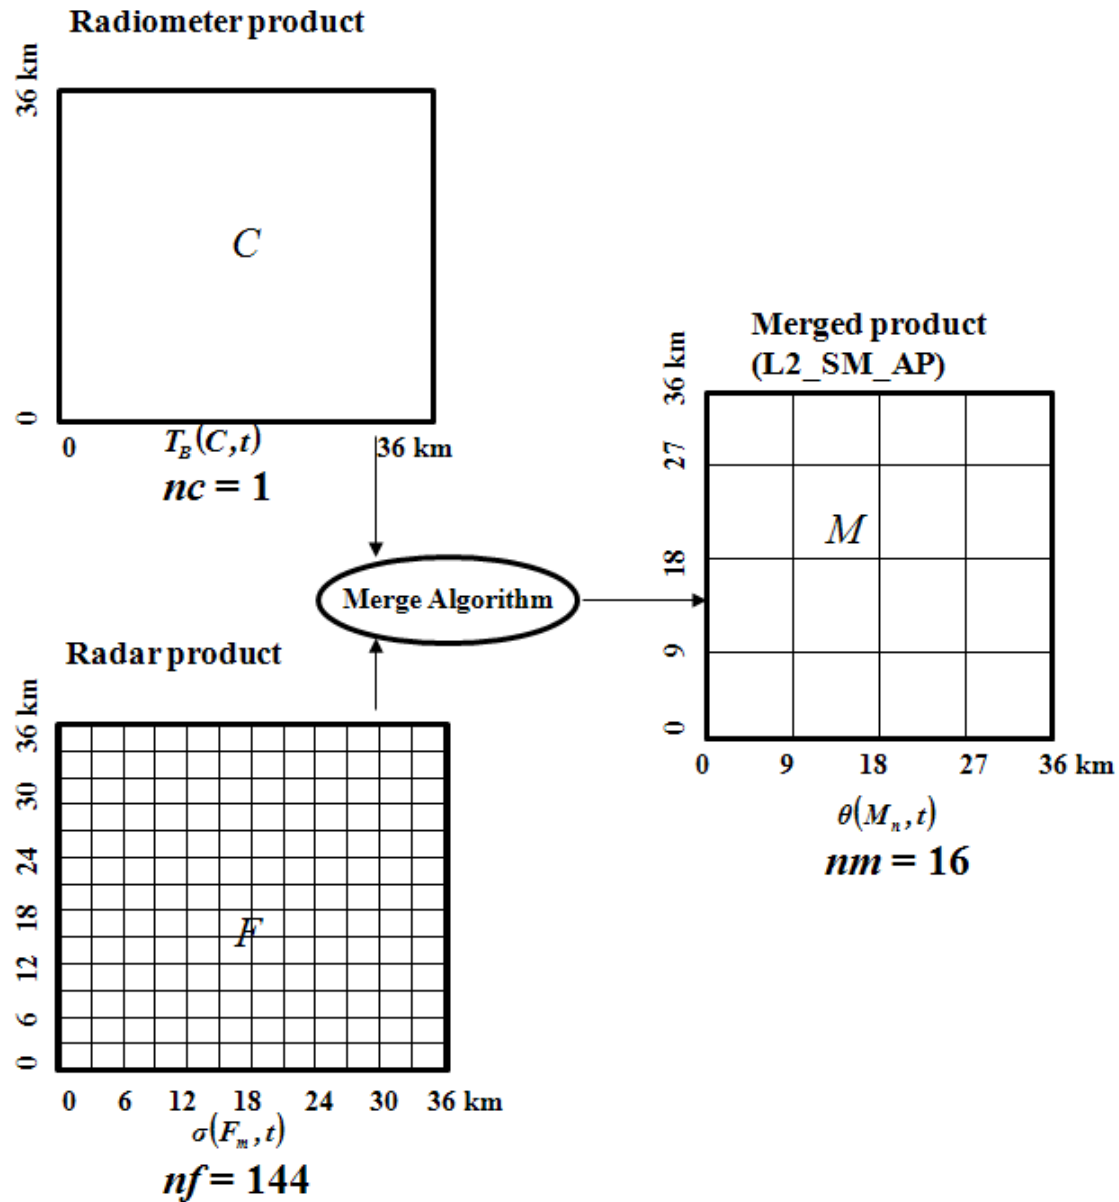 Radiometer product
36 km
0
C
0
36 km
T_B(C,t)
nc = 1
Merge Algorithm
Merged product
(L2_SM_AP)
36 km
27
18
9
0
M
0 9 18 27 36 km
θ(M_n,t)
nm = 16
Radar product
36 km
30
24
18
12
6
0
F
0 6 12 18 24 30 36 km
σ(F_m,t)
nf = 144